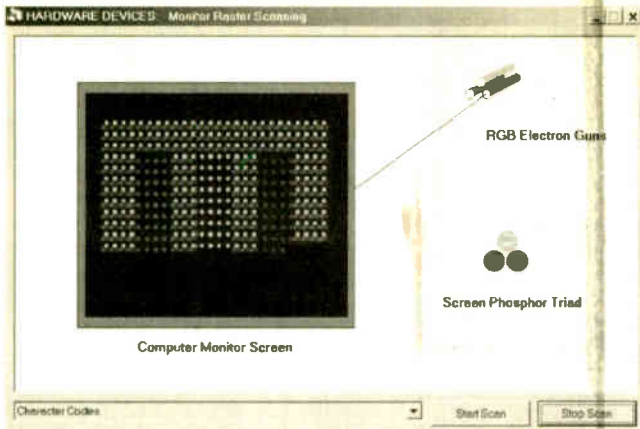 HARDWARE DEVICES: Monitor Raster Scanning
RGB Electron Guns
Screen Phosphor Triad
Computer Monitor Screen
Character Codes
Start Scan
Stop Scan